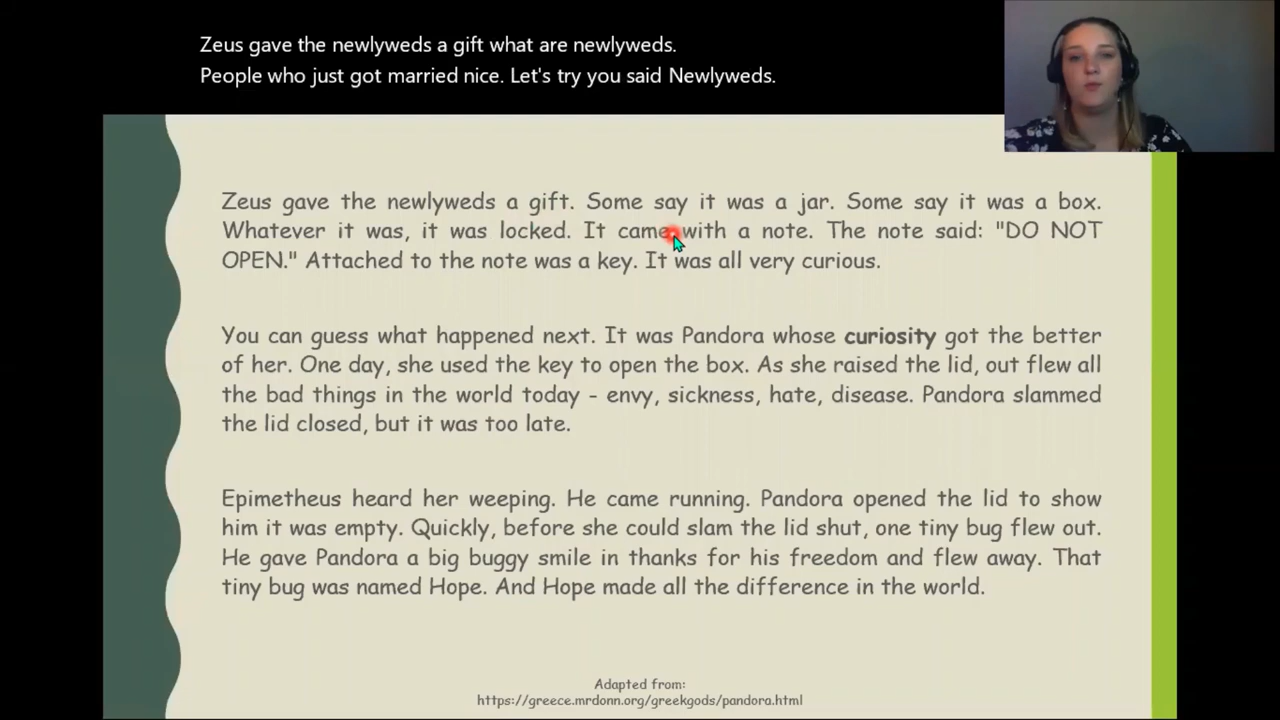 Zeus gave the newlyweds a gift what are newlyweds.
People who just got married nice. Let's try you said Newlyweds.
Zeus gave the newlyweds a gift. Some say it was a jar. Some say it was a box.
Whatever it was, it was locked. It came with a note. The note said: "DO NOT
OPEN." Attached to the note was a key. It was all very curious.
You can guess what happened next. It was Pandora whose curiosity got the better
of her. One day, she used the key to open the box. As she raised the lid, out flew all
the bad things in the world today - envy, sickness, hate, disease. Pandora slammed
the lid closed, but it was too late.
Epimetheus heard her weeping. He came running. Pandora opened the lid to show
him it was empty. Quickly, before she could slam the lid shut, one tiny bug flew out.
He gave Pandora a big buggy smile in thanks for his freedom and flew away. That
tiny bug was named Hope. And Hope made all the difference in the world.
Adapted from:
https://greece.mrdonn.org/greekgods/pandora.html